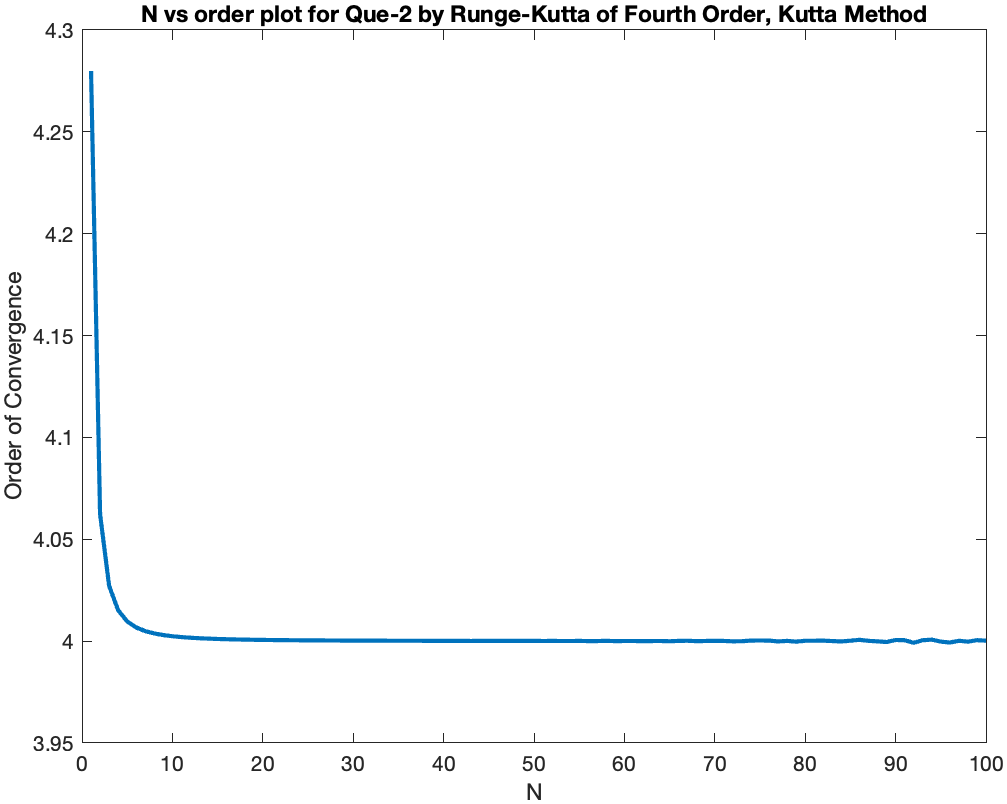 N vs order plot for Que-2 by Runge-Kutta of Fourth Order, Kutta Method
Order of Convergence
4.3
4.25
4.2
4.15
4.1
4.05
4
3.95
0 10 20 30 40 50 60 70 80 90 100
N